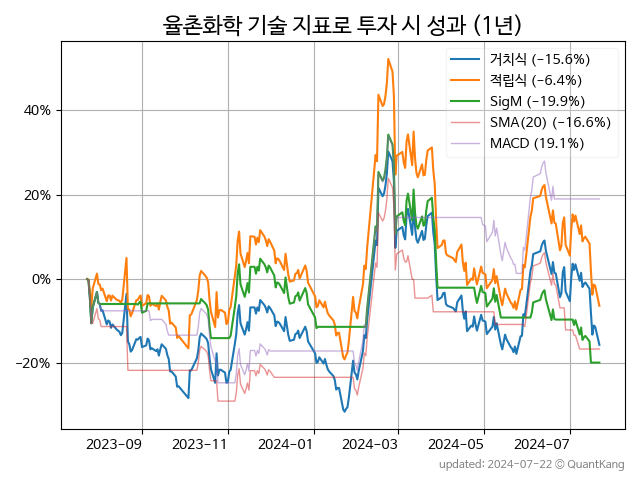 율촌화학 기술 지표로 투자 시 성과 (1년)
거치식 (-15.6%)
적립식 (-6.4%)
SigM (-19.9%)
SMA(20) (-16.6%)
MACD (19.1%)
40%
20%
0%
−20%
2023-09 2023-11 2024-01 2024-03 2024-05 2024-07
updated: 2024-07-22 © QuantKang